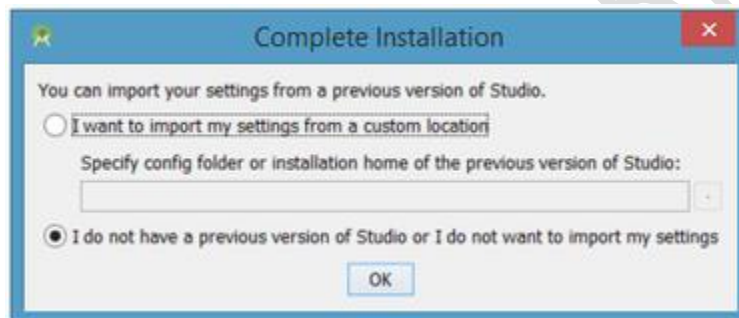 Complete Installation
You can import your settings from a previous version of Studio.
I want to import my settings from a custom location
Specify config folder or installation home of the previous version of Studio:
I do not have a previous version of Studio or I do not want to import my settings
OK